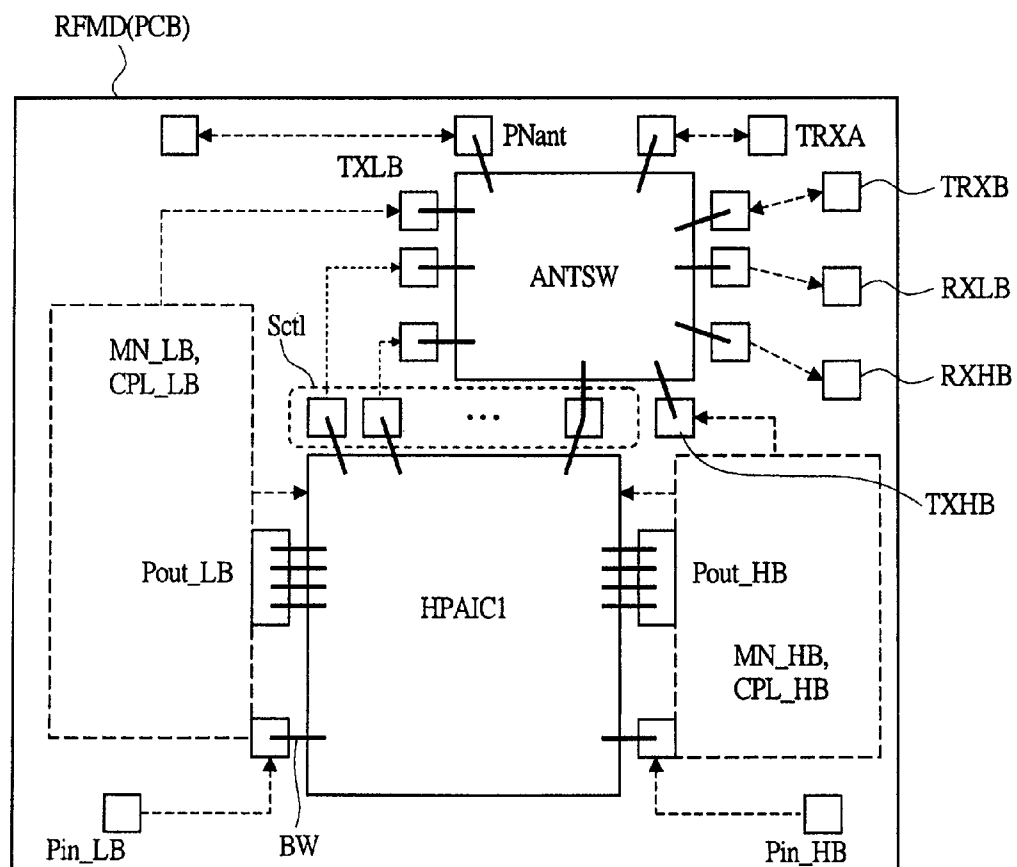 RFMD(PCB)
PNant
TRXA
TXLB
TRXB
ANTSW
RXLB
Sctl
MN_LB,
CPL_LB
RXHB
...
TXHB
Pout_LB
Pout_HB
HPAIC1
MN_HB,
CPL_HB
Pin_LB
BW
Pin_HB